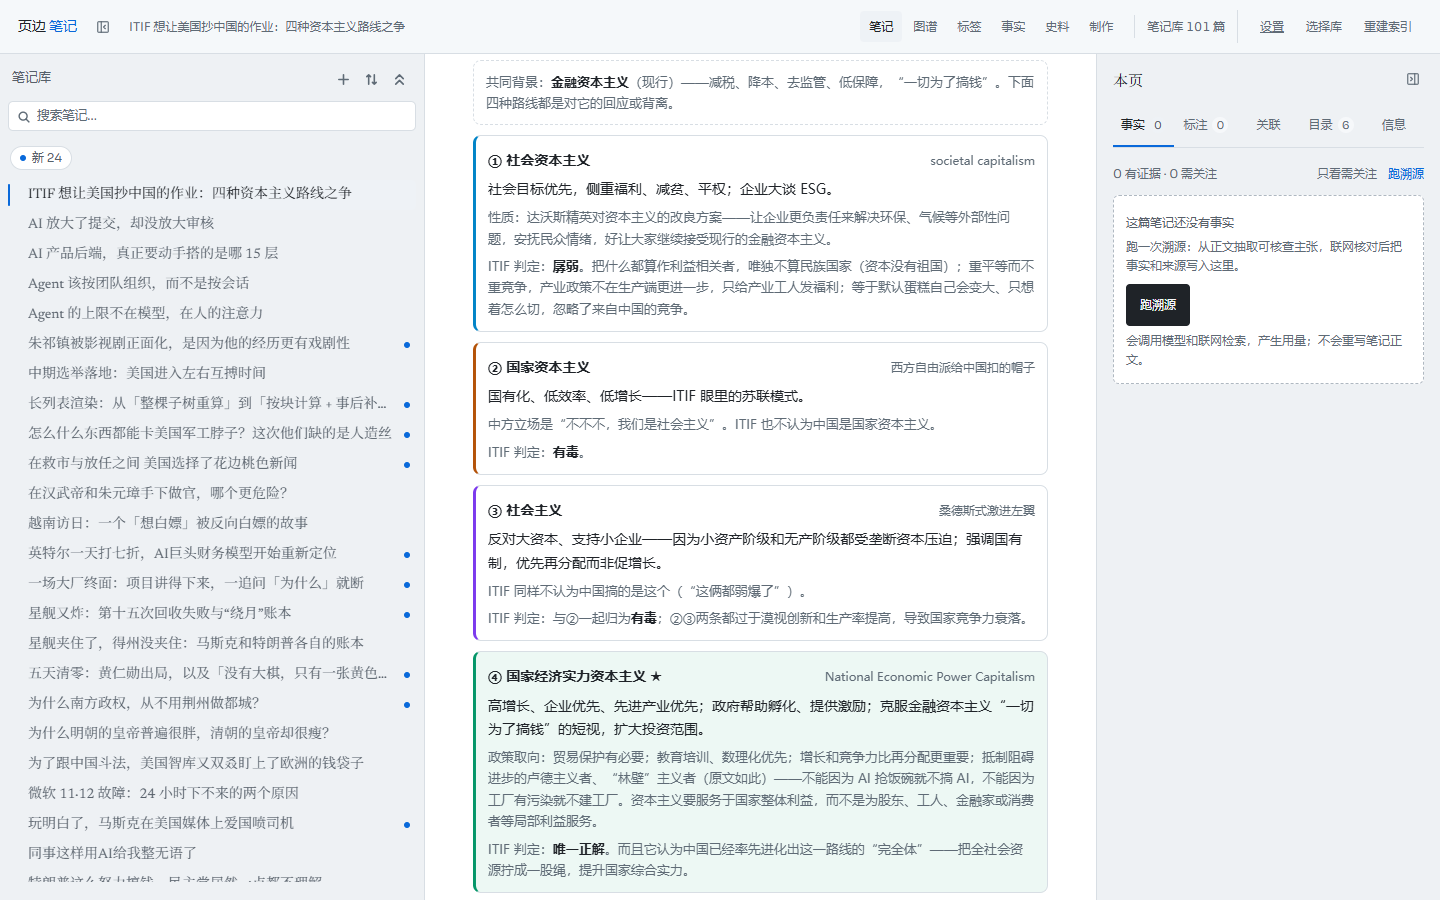 页边 笔记
ITIF 想让美国抄中国的作业：四种资本主义路线之争
笔记 图谱 标签 事实 史料 制作 笔记库 101 篇 设置 选择库 重建索引
笔记库
搜索笔记...
新 24
ITIF 想让美国抄中国的作业：四种资本主义路线之争
AI 放大了提交，却没放大审核
AI 产品后端，真正要动手搭的是哪 15 层
Agent 该按团队组织，而不是按会话
Agent 的上限不在模型，在人的注意力
朱祁镇被影视剧正面化，是因为他的经历更有戏剧性
中期选举落地：美国进入左右互搏时间
长列表渲染：从「整棵子树重算」到「按块计算 + 事后补...
怎么什么东西都能卡美国军工脖子？这次他们缺的是人造丝
在救市与放任之间 美国选择了花边桃色新闻
在汉武帝和朱元璋手下做官，哪个更危险？
越南访日：一个「想白嫖」被反向白嫖的故事
英特尔一天打七折，AI巨头财务模型开始重新定位
一场大厂终面：项目讲得下来，一追问「为什么」就断
星舰又炸：第十五次回收失败与“绕月”账本
星舰夹住了，得州没夹住：马斯克和特朗普各自的账本
五天清零：黄仁勋出局，以及「没有大棋，只有一张黄色...
为什么南方政权，从不用荆州做都城？
为什么明朝的皇帝普遍很胖，清朝的皇帝却很瘦？
为了跟中国斗法，美国智库又双叒盯上了欧洲的钱袋子
微软 11·12 故障：24 小时下不来的两个原因
玩明白了，马斯克在美国媒体上爱国喷司机
同事这样用AI给我整无语了
共同背景：金融资本主义（现行）——减税、降本、去监管、低保障，“一切为了搞钱”。下面
四种路线都是对它的回应或背离。
① 社会资本主义 societal capitalism
社会目标优先，侧重福利、减贫、平权；企业大谈 ESG。
性质：达沃斯精英对资本主义的改良方案——让企业更负责任来解决环保、气候等外部性问
题，安抚民众情绪，好让大家继续接受现行的金融资本主义。
ITIF 判定：孱弱。把什么都算作利益相关者，唯独不算民族国家（资本没有祖国）；重平等而不
重竞争，产业政策不在生产端更进一步，只给产业工人发福利；等于默认蛋糕自己会变大、只想
着怎么切，忽略了来自中国的竞争。
② 国家资本主义 西方自由派给中国扣的帽子
国有化、低效率、低增长——ITIF 眼里的苏联模式。
中方立场是“不不不，我们是社会主义”。ITIF 也不认为中国是国家资本主义。
ITIF 判定：有毒。
③ 社会主义 桑德斯式激进左翼
反对大资本、支持小企业——因为小资产阶级和无产阶级都受垄断资本压迫；强调国有
制，优先再分配而非促增长。
ITIF 同样不认为中国搞的是这个（“这俩都弱爆了”）。
ITIF 判定：与②一起归为有毒；②③两条都过于漠视创新和生产率提高，导致国家竞争力衰落。
④ 国家经济实力资本主义 ★ National Economic Power Capitalism
高增长、企业优先、先进产业优先；政府帮助孵化、提供激励；克服金融资本主义“一切
为了搞钱”的短视，扩大投资范围。
政策取向：贸易保护有必要；教育培训、数理化优先；增长和竞争力比再分配更重要；抵制阻碍
进步的卢德主义者、“林壁”主义者（原文如此）——不能因为 AI 抢饭碗就不搞 AI，不能因为
工厂有污染就不建工厂。资本主义要服务于国家整体利益，而不是为股东、工人、金融家或消费
者等局部利益服务。
ITIF 判定：唯一正解。而且它认为中国已经率先进化出这一路线的“完全体”——把全社会资
源拧成一股绳，提升国家综合实力。
本页
事实 0 标注 0 关联 目录 6 信息
0 有证据 · 0 需关注 只看需关注 跑溯源
这篇笔记还没有事实
跑一次溯源：从正文抽取可核查主张，联网核对后把
事实和来源写入这里。
跑溯源
会调用模型和联网检索，产生用量；不会重写笔记正
文。